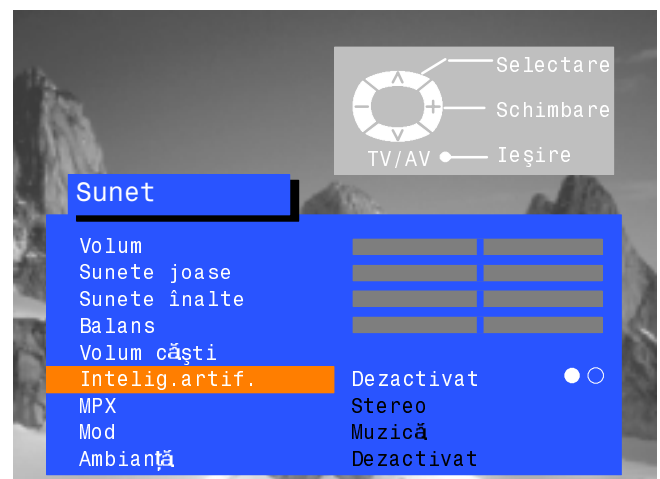 Selectare
Schimbare
TV/AV Ieşire
Sunet
Volum
Sunete joase
Sunete înalte
Balans
Volum căşti
Intelig.artif. Dezactivat
MPX Stereo
Mod Muzică
Ambianţă Dezactivat